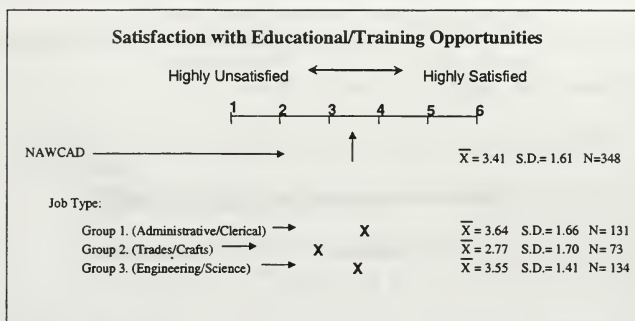 Satisfaction with Educational/Training Opportunities
Highly Unsatisfied Highly Satisfied
1 2 3 4 5 6
NAWCAD X = 3.41 S.D.= 1.61 N=348
Job Type:
Group 1. (Administrative/Clerical) X X = 3.64 S.D.= 1.66 N= 131
Group 2. (Trades/Crafts) X X = 2.77 S.D.= 1.70 N= 73
Group 3. (Engineering/Science) X X = 3.55 S.D.= 1.41 N= 134